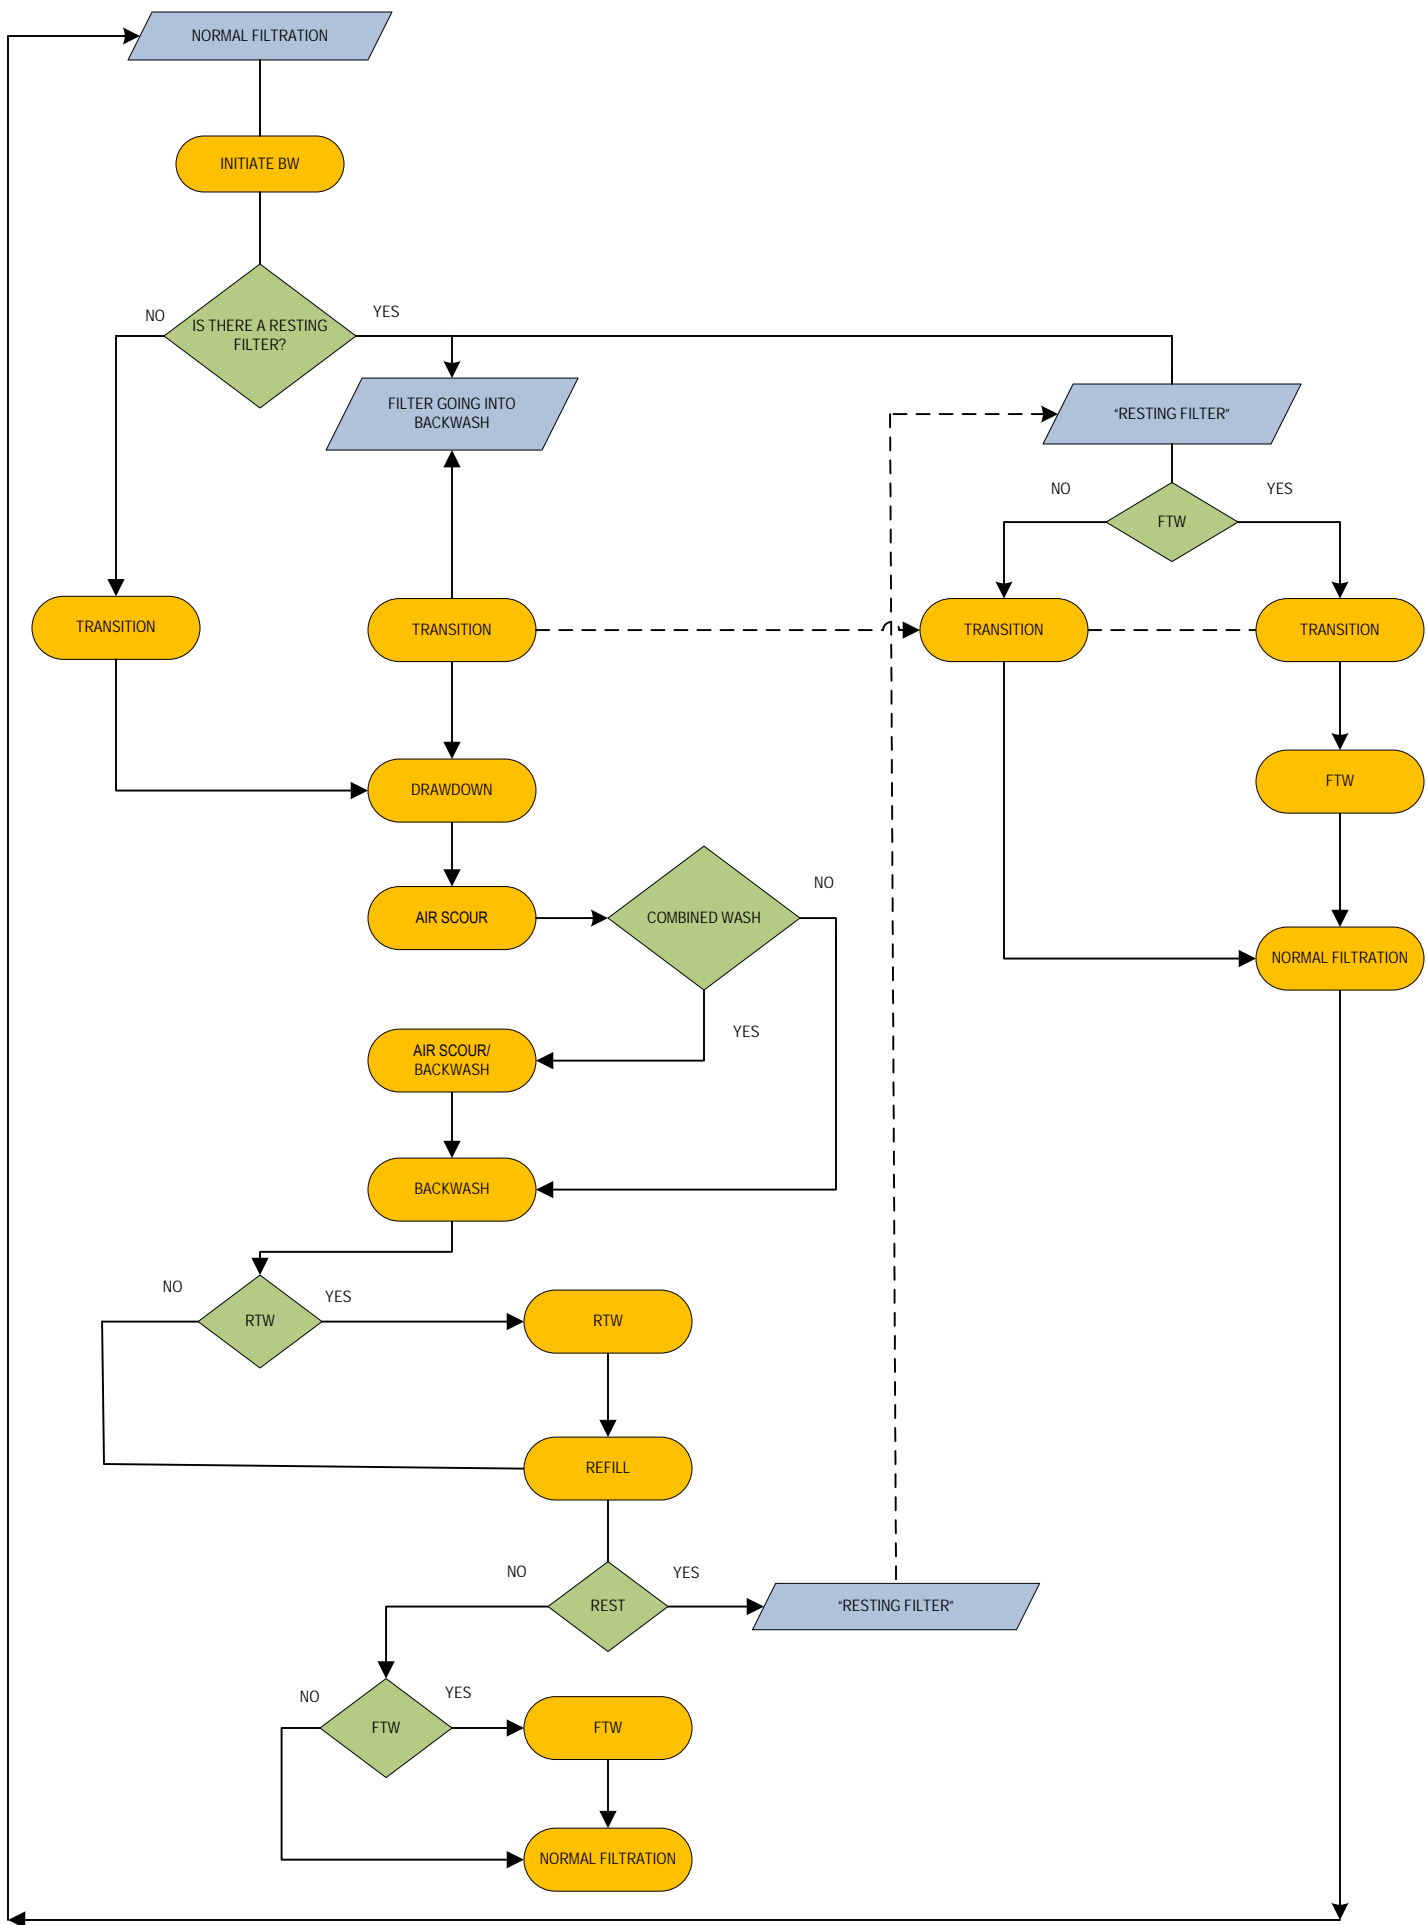 NORMAL FILTRATION
INITIATE BW
NO
YES
IS THERE A RESTING
FILTER?
FILTER GOING INTO
BACKWASH
“RESTING FILTER”
NO
YES
FTW
TRANSITION
TRANSITION
TRANSITION
TRANSITION
DRAWDOWN
FTW
AIR SCOUR
COMBINED WASH
NO
NORMAL FILTRATION
YES
AIR SCOUR/
BACKWASH
BACKWASH
NO
YES
RTW
RTW
REFILL
NO
YES
REST
“RESTING FILTER”
NO
YES
FTW
FTW
NORMAL FILTRATION